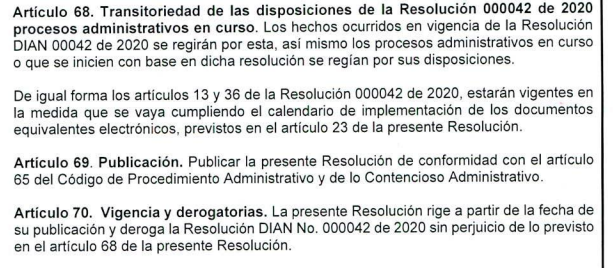 Artículo 68. Transitoriedad de las disposiciones de la Resolución 000042 de 2020
procesos administrativos en curso. Los hechos ocurridos en vigencia de la Resolución
DIAN 00042 de 2020 se regirán por esta, así mismo los procesos administrativos en curso
o que se inicien con base en dicha resolución se regían por sus disposiciones.
De igual forma los artículos 13 y 36 de la Resolución 000042 de 2020, estarán vigentes en
la medida que se vaya cumpliendo el calendario de implementación de los documentos
equivalentes electrónicos, previstos en el artículo 23 de la presente Resolución.
Artículo 69. Publicación. Publicar la presente Resolución de conformidad con el artículo
65 del Código de Procedimiento Administrativo y de lo Contencioso Administrativo.
Artículo 70. Vigencia y derogatorias. La presente Resolución rige a partir de la fecha de
su publicación y deroga la Resolución DIAN No. 000042 de 2020 sin perjuicio de lo previsto
en el artículo 68 de la presente Resolución.